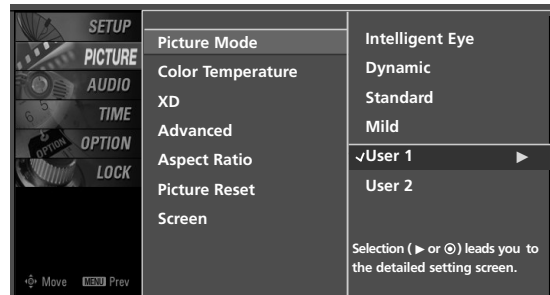 SETUP
PICTURE
AUDIO
TIME
OPTION
LOCK
Move MENU Prev
Picture Mode
Color Temperature
XD
Advanced
Aspect Ratio
Picture Reset
Screen
Intelligent Eye
Dynamic
Standard
Mild
✓User 1 ▶
User 2
Selection ( ▶ or ⊙ ) leads you to
the detailed setting screen.